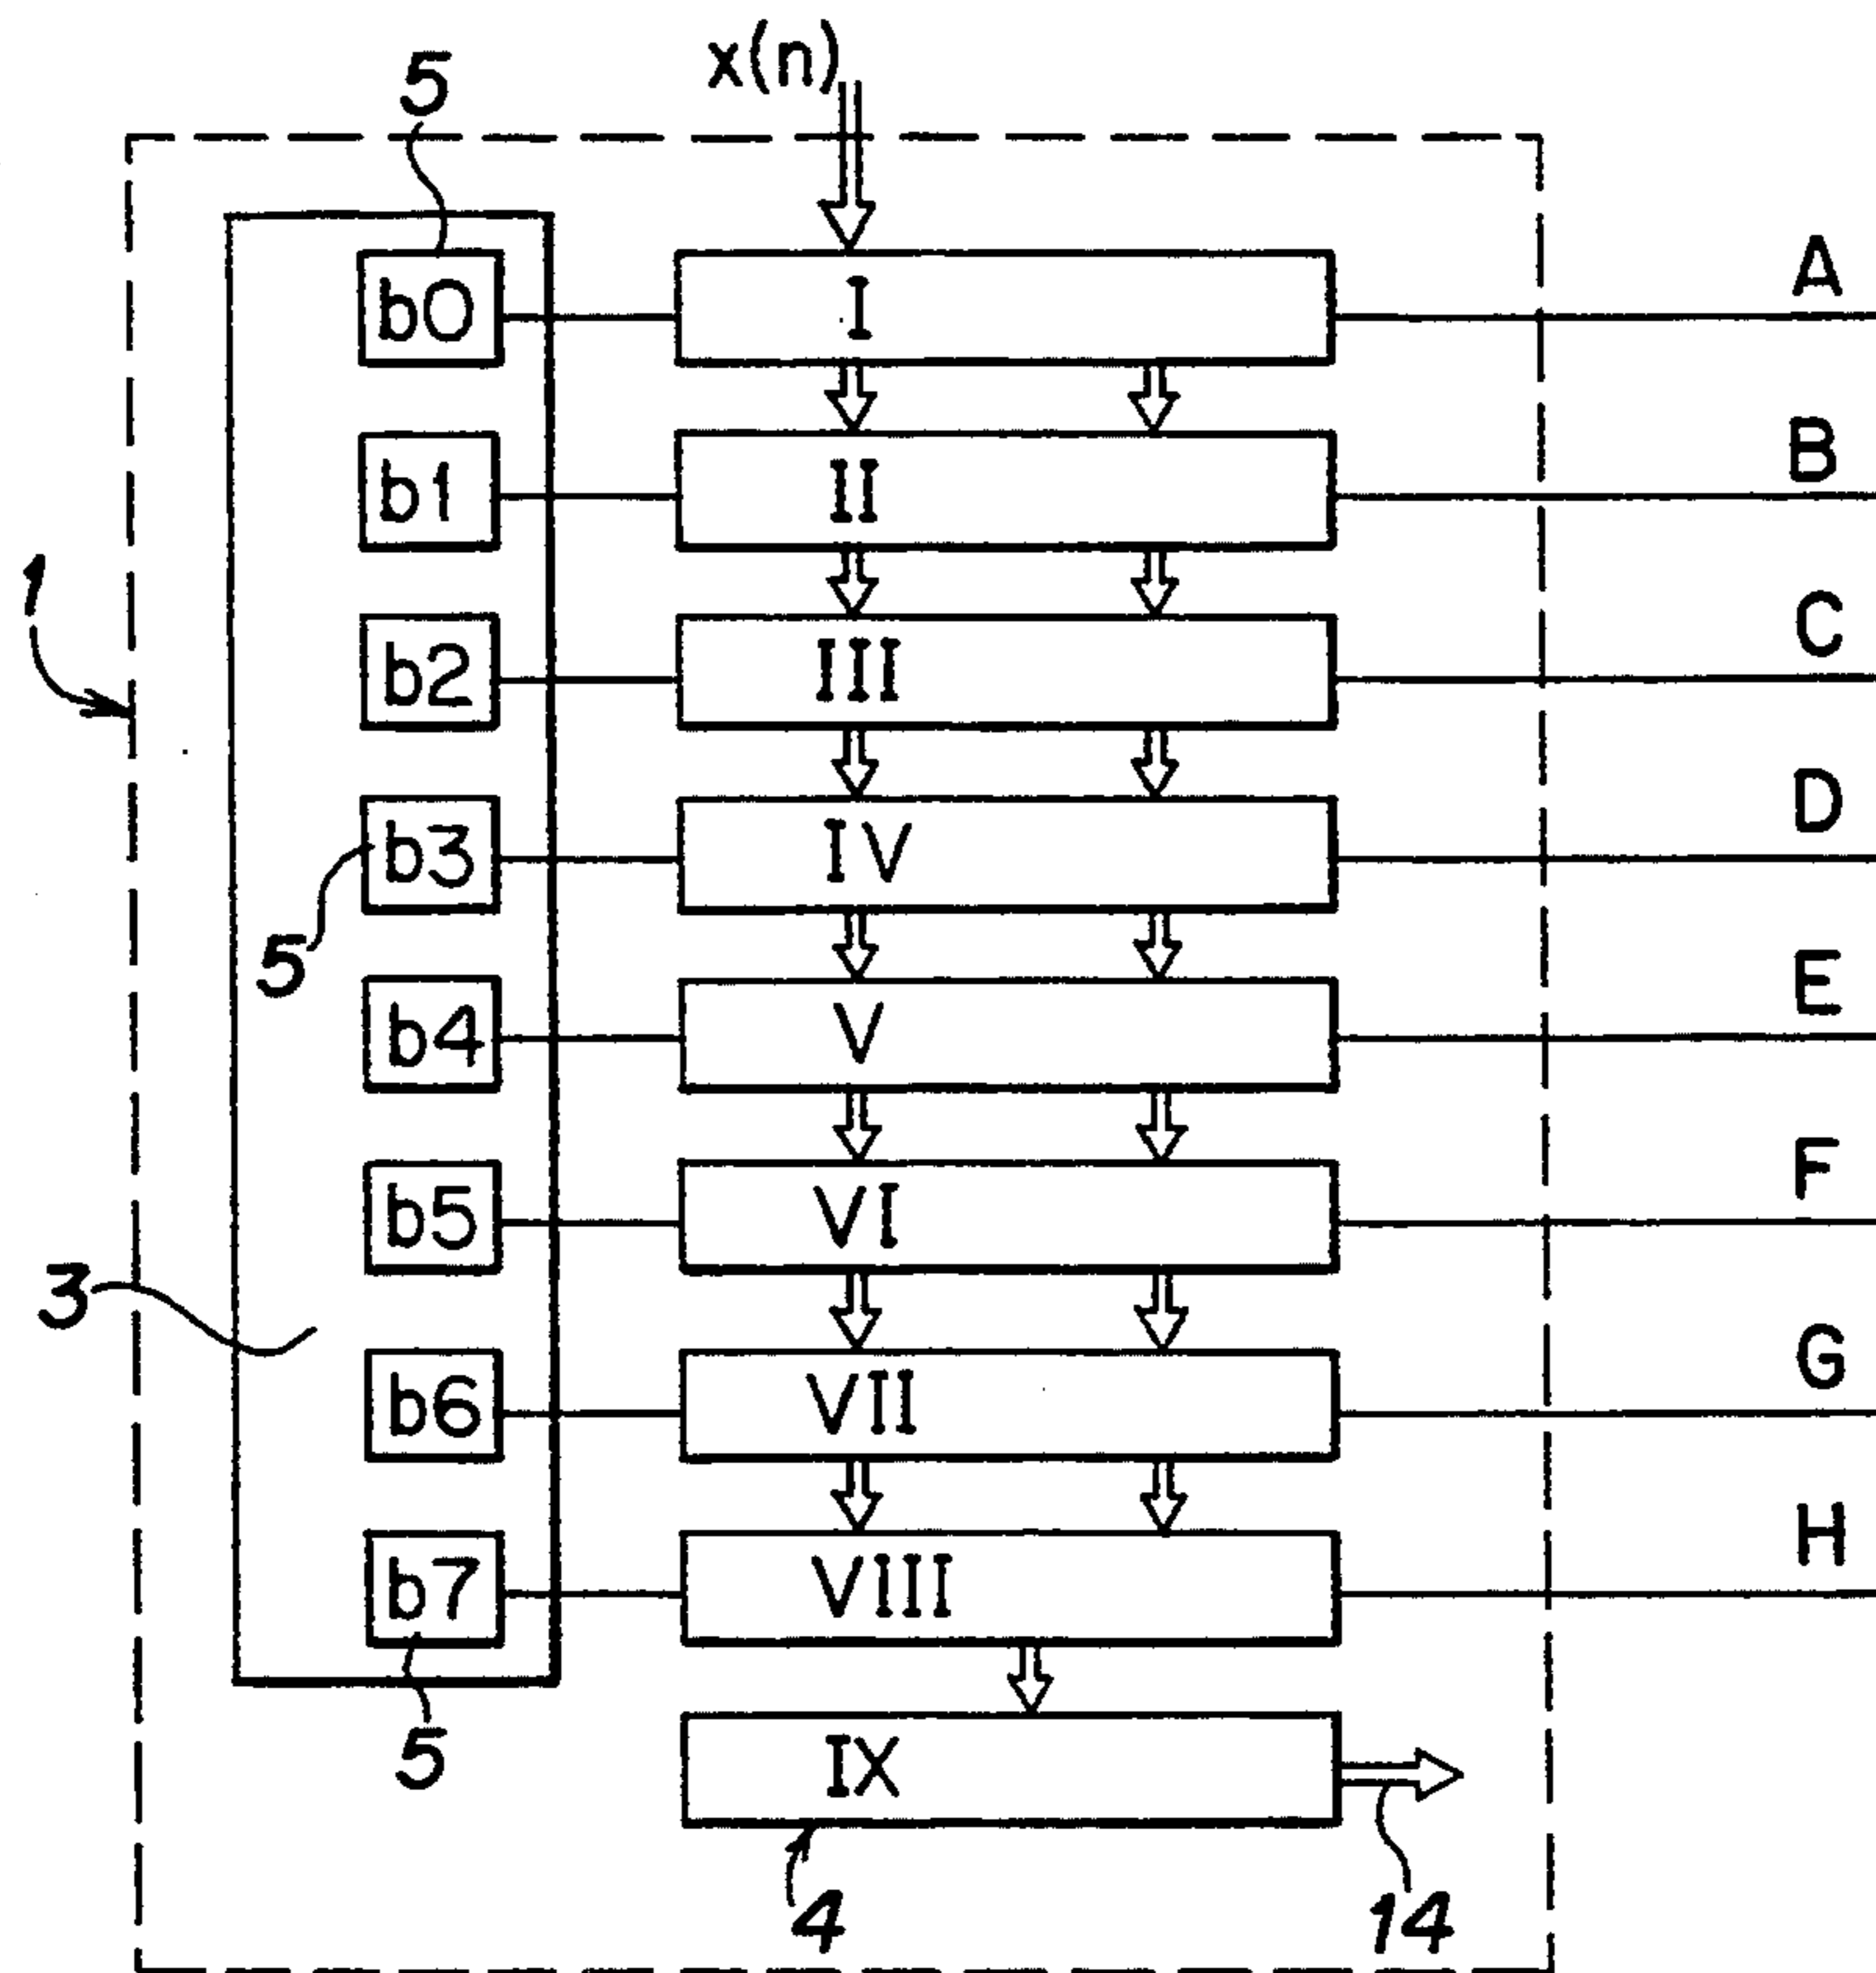 5
x(n)
b0 I A
b1 II B
1
b2 III C
b3 IV D
5
b4 V E
b5 VI F
3
b6 VII G
b7 VIII H
5
IX
4
14